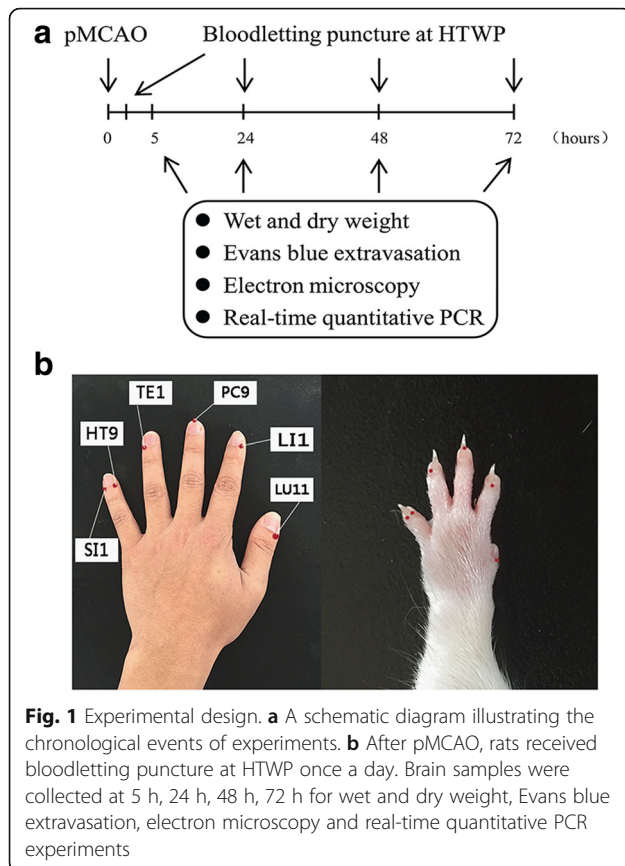 a pMCAO Bloodletting puncture at HTWP
0 5 24 48 72 (hours)
● Wet and dry weight
● Evans blue extravasation
● Electron microscopy
● Real-time quantitative PCR
b
TE1 PC9
HT9 LI1
LU11
SI1
Fig. 1 Experimental design. a A schematic diagram illustrating the
chronological events of experiments. b After pMCAO, rats received
bloodletting puncture at HTWP once a day. Brain samples were
collected at 5 h, 24 h, 48 h, 72 h for wet and dry weight, Evans blue
extravasation, electron microscopy and real-time quantitative PCR
experiments